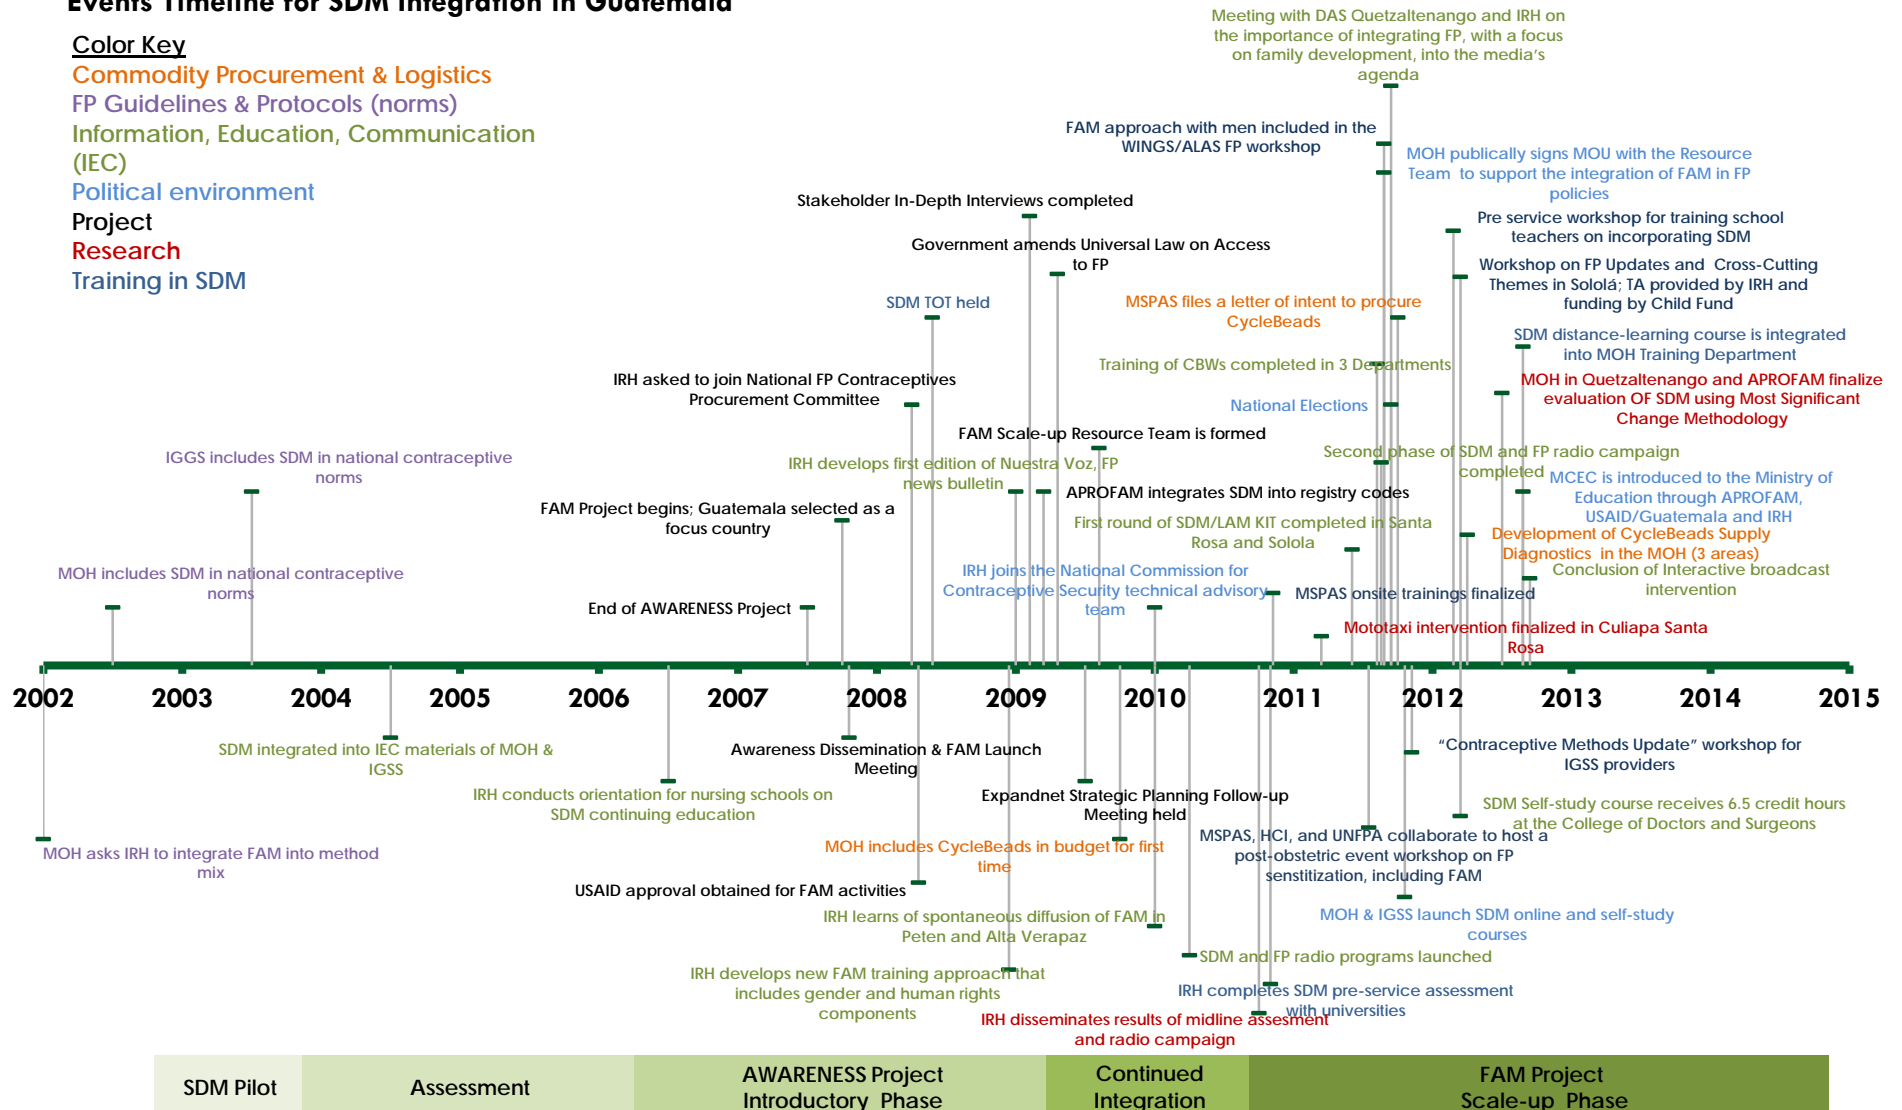 Events Timeline for SDM Integration in Guatemala
Color Key
Commodity Procurement & Logistics
FP Guidelines & Protocols (norms)
Information, Education, Communication
(IEC)
Political environment
Project
Research
Training in SDM
Meeting with DAS Quetzaltenango and IRH on
the importance of integrating FP, with a focus
on family development, into the media's
agenda
FAM approach with men included in the
WINGS/ALAS FP workshop
MOH publically signs MOU with the Resource
Team to support the integration of FAM in FP
policies
Stakeholder In-Depth Interviews completed
Pre service workshop for training school
teachers on incorporating SDM
Government amends Universal Law on Access
to FP
Workshop on FP Updates and Cross-Cutting
Themes in Sololá; TA provided by IRH and
funding by Child Fund
SDM TOT held
MSPAS files a letter of intent to procure
CycleBeads
SDM distance-learning course is integrated
into MOH Training Department
Training of CBWs completed in 3 Departments
IRH asked to join National FP Contraceptives
Procurement Committee
MOH in Quetzaltenango and APROFAM finalize
evaluation OF SDM using Most Significant
Change Methodology
National Elections
FAM Scale-up Resource Team is formed
Second phase of SDM and FP radio campaign
completed
IGGS includes SDM in national contraceptive
norms
IRH develops first edition of Nuestra Voz, FP
news bulletin
MCEC is introduced to the Ministry of
Education through APROFAM,
USAID/Guatemala and IRH
APROFAM integrates SDM into registry codes
FAM Project begins; Guatemala selected as a
focus country
First round of SDM/LAM KIT completed in Santa
Rosa and Solola
Development of CycleBeads Supply
Diagnostics in the MOH (3 areas)
MOH includes SDM in national contraceptive
norms
IRH joins the National Commission for
Contraceptive Security technical advisory
team
Conclusion of Interactive broadcast
intervention
End of AWARENESS Project
MSPAS onsite trainings finalized
Mototaxi intervention finalized in Culiapa Santa
Rosa
2002 2003 2004 2005 2006 2007 2008 2009 2010 2011 2012 2013 2014 2015
SDM integrated into IEC materials of MOH &
IGSS
Awareness Dissemination & FAM Launch
Meeting
"Contraceptive Methods Update" workshop for
IGSS providers
IRH conducts orientation for nursing schools on
SDM continuing education
Expandnet Strategic Planning Follow-up
Meeting held
SDM Self-study course receives 6.5 credit hours
at the College of Doctors and Surgeons
MOH asks IRH to integrate FAM into method
mix
MOH includes CycleBeads in budget for first
time
MSPAS, HCI, and UNFPA collaborate to host a
post-obstetric event workshop on FP
senstitization, including FAM
USAID approval obtained for FAM activities
IRH learns of spontaneous diffusion of FAM in
Peten and Alta Verapaz
MOH & IGSS launch SDM online and self-study
courses
SDM and FP radio programs launched
IRH develops new FAM training approach that
includes gender and human rights
components
IRH completes SDM pre-service assessment
with universities
IRH disseminates results of midline assesment
and radio campaign
SDM Pilot
Assessment
AWARENESS Project
Introductory Phase
Continued
Integration
FAM Project
Scale-up Phase